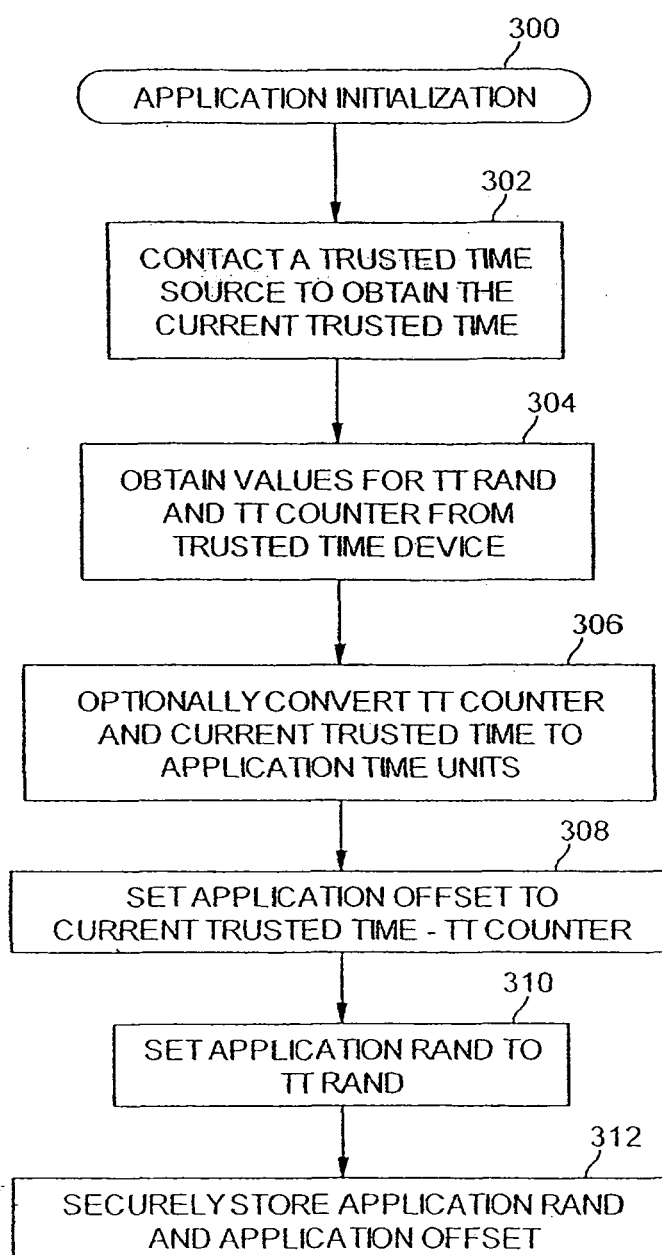 300
APPLICATION INITIALIZATION
302
CONTACT A TRUSTED TIME
SOURCE TO OBTAIN THE
CURRENT TRUSTED TIME
304
OBTAIN VALUES FOR TT RAND
AND TT COUNTER FROM
TRUSTED TIME DEVICE
306
OPTIONALLY CONVERT TT COUNTER
AND CURRENT TRUSTED TIME TO
APPLICATION TIME UNITS
308
SET APPLICATION OFFSET TO
CURRENT TRUSTED TIME - TT COUNTER
310
SET APPLICATION RAND TO
TT RAND
312
SECURELY STORE APPLICATION RAND
AND APPLICATION OFFSET